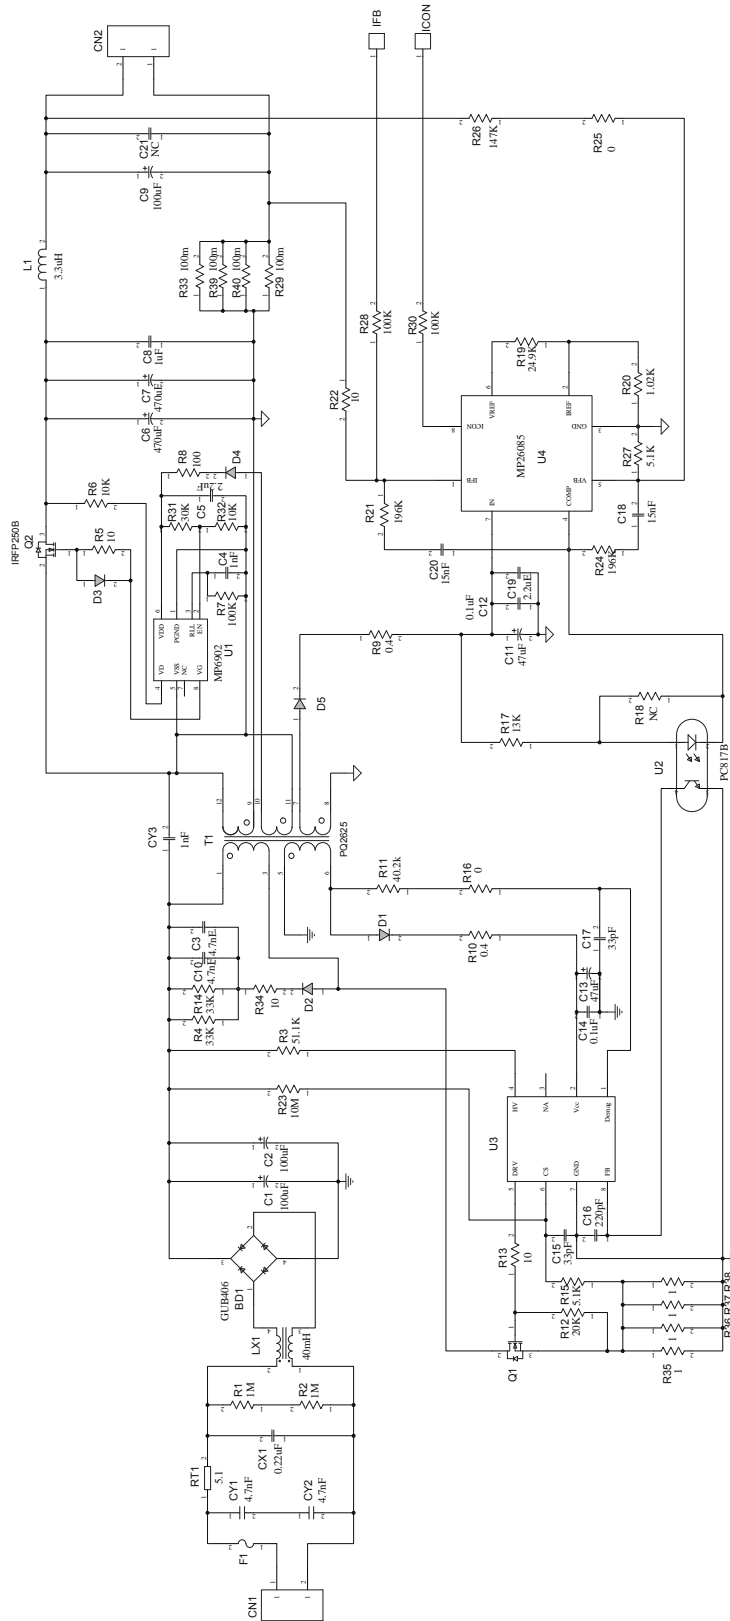 CN1
F1
CY1
4.7nF
CY2
4.7nF
RT1
5.1
CX1
0.22uF
R1
1M
R2
1M
LX1
40mH
BD1
GUB406
C1
100uF
C2
100uF
R23
10M
R3
51.1K
R4
33K
R14
33K
C10
4.7nF
C3
4.7nF
R34
10
D2
CY3
1nF
T1
PQ2625
D1
R10
0.4
R11
40.2k
R16
0
C17
33pF
C13
47uF
C14
0.1uF
U3
HV
NA
Vcc
Demag
DRV
CS
GND
FB
R13
10
Q1
R12
20K
R15
5.1K
C15
33pF
C16
220pF
R35
1
R36
1
R37
1
R38
1
U2
PC817B
R18
NC
R17
13K
R9
0.4
D5
Q2
IRFP250B
D3
R5
10
R6
10K
U1
MP6902
VD
VSS
NC
VG
VDD
PGND
RLL
EN
R7
100K
C4
1nF
R31
30K
R32
10K
C5
2.2uF
R8
100
D4
C6
470uF
C7
470uF
C8
1uF
L1
3.3uH
R33
100m
R39
100m
R40
100m
R29
100m
C9
100uF
C21
NC
CN2
R22
10
R28
100K
R30
100K
IFB
ICON
R26
147K
R25
0
R21
196K
C20
15nF
C11
47uF
C12
0.1uF
C19
2.2uF
U4
MP26085
IN
COMP
IFB
VFB
ICON
GND
VREF
IREF
R19
24.9K
R20
1.02K
R27
5.1K
C18
15nF
R24
196K